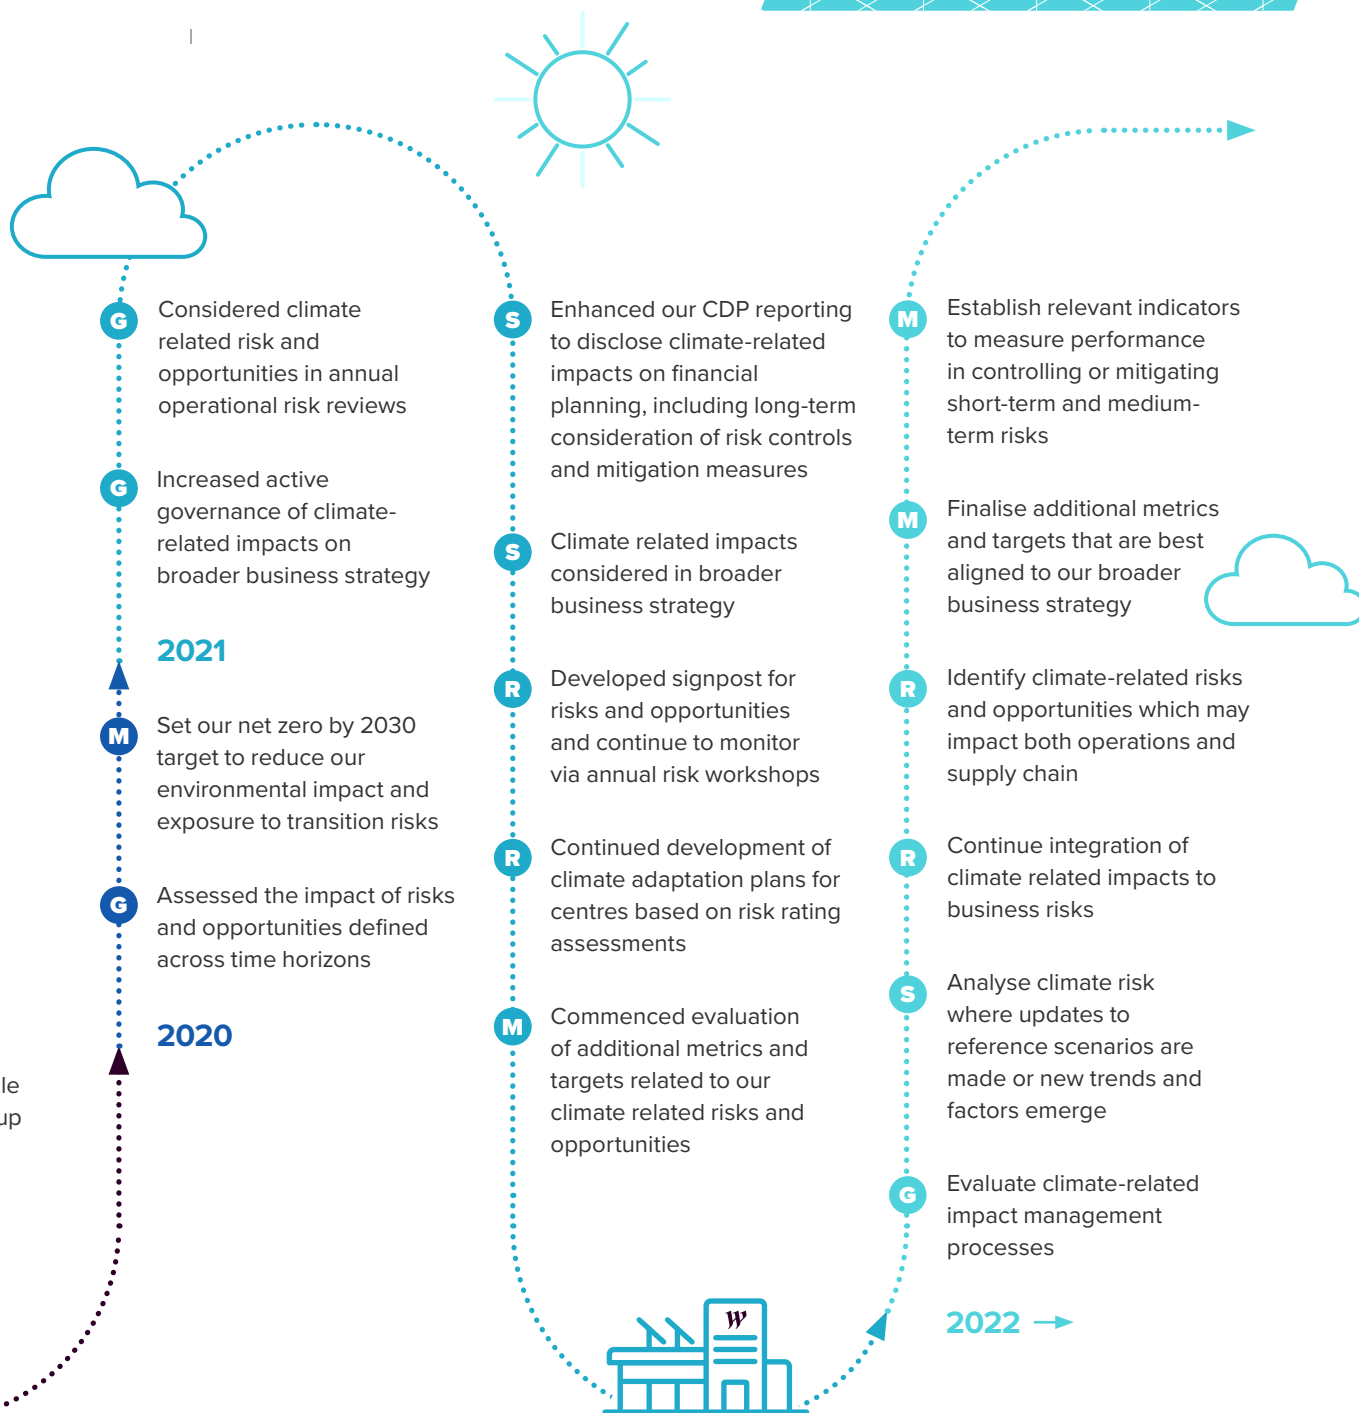 G
Considered climate
related risk and
opportunities in annual
operational risk reviews
G
Increased active
governance of climate-
related impacts on
broader business strategy
2021
M
Set our net zero by 2030
target to reduce our
environmental impact and
exposure to transition risks
G
Assessed the impact of risks
and opportunities defined
across time horizons
2020
le
up
S
Enhanced our CDP reporting
to disclose climate-related
impacts on financial
planning, including long-term
consideration of risk controls
and mitigation measures
S
Climate related impacts
considered in broader
business strategy
R
Developed signpost for
risks and opportunities
and continue to monitor
via annual risk workshops
R
Continued development of
climate adaptation plans for
centres based on risk rating
assessments
M
Commenced evaluation
of additional metrics and
targets related to our
climate related risks and
opportunities
w
M
Establish relevant indicators
to measure performance
in controlling or mitigating
short-term and medium-
term risks
M
Finalise additional metrics
and targets that are best
aligned to our broader
business strategy
R
Identify climate-related risks
and opportunities which may
impact both operations and
supply chain
R
Continue integration of
climate related impacts to
business risks
S
Analyse climate risk
where updates to
reference scenarios are
made or new trends and
factors emerge
G
Evaluate climate-related
impact management
processes
2022